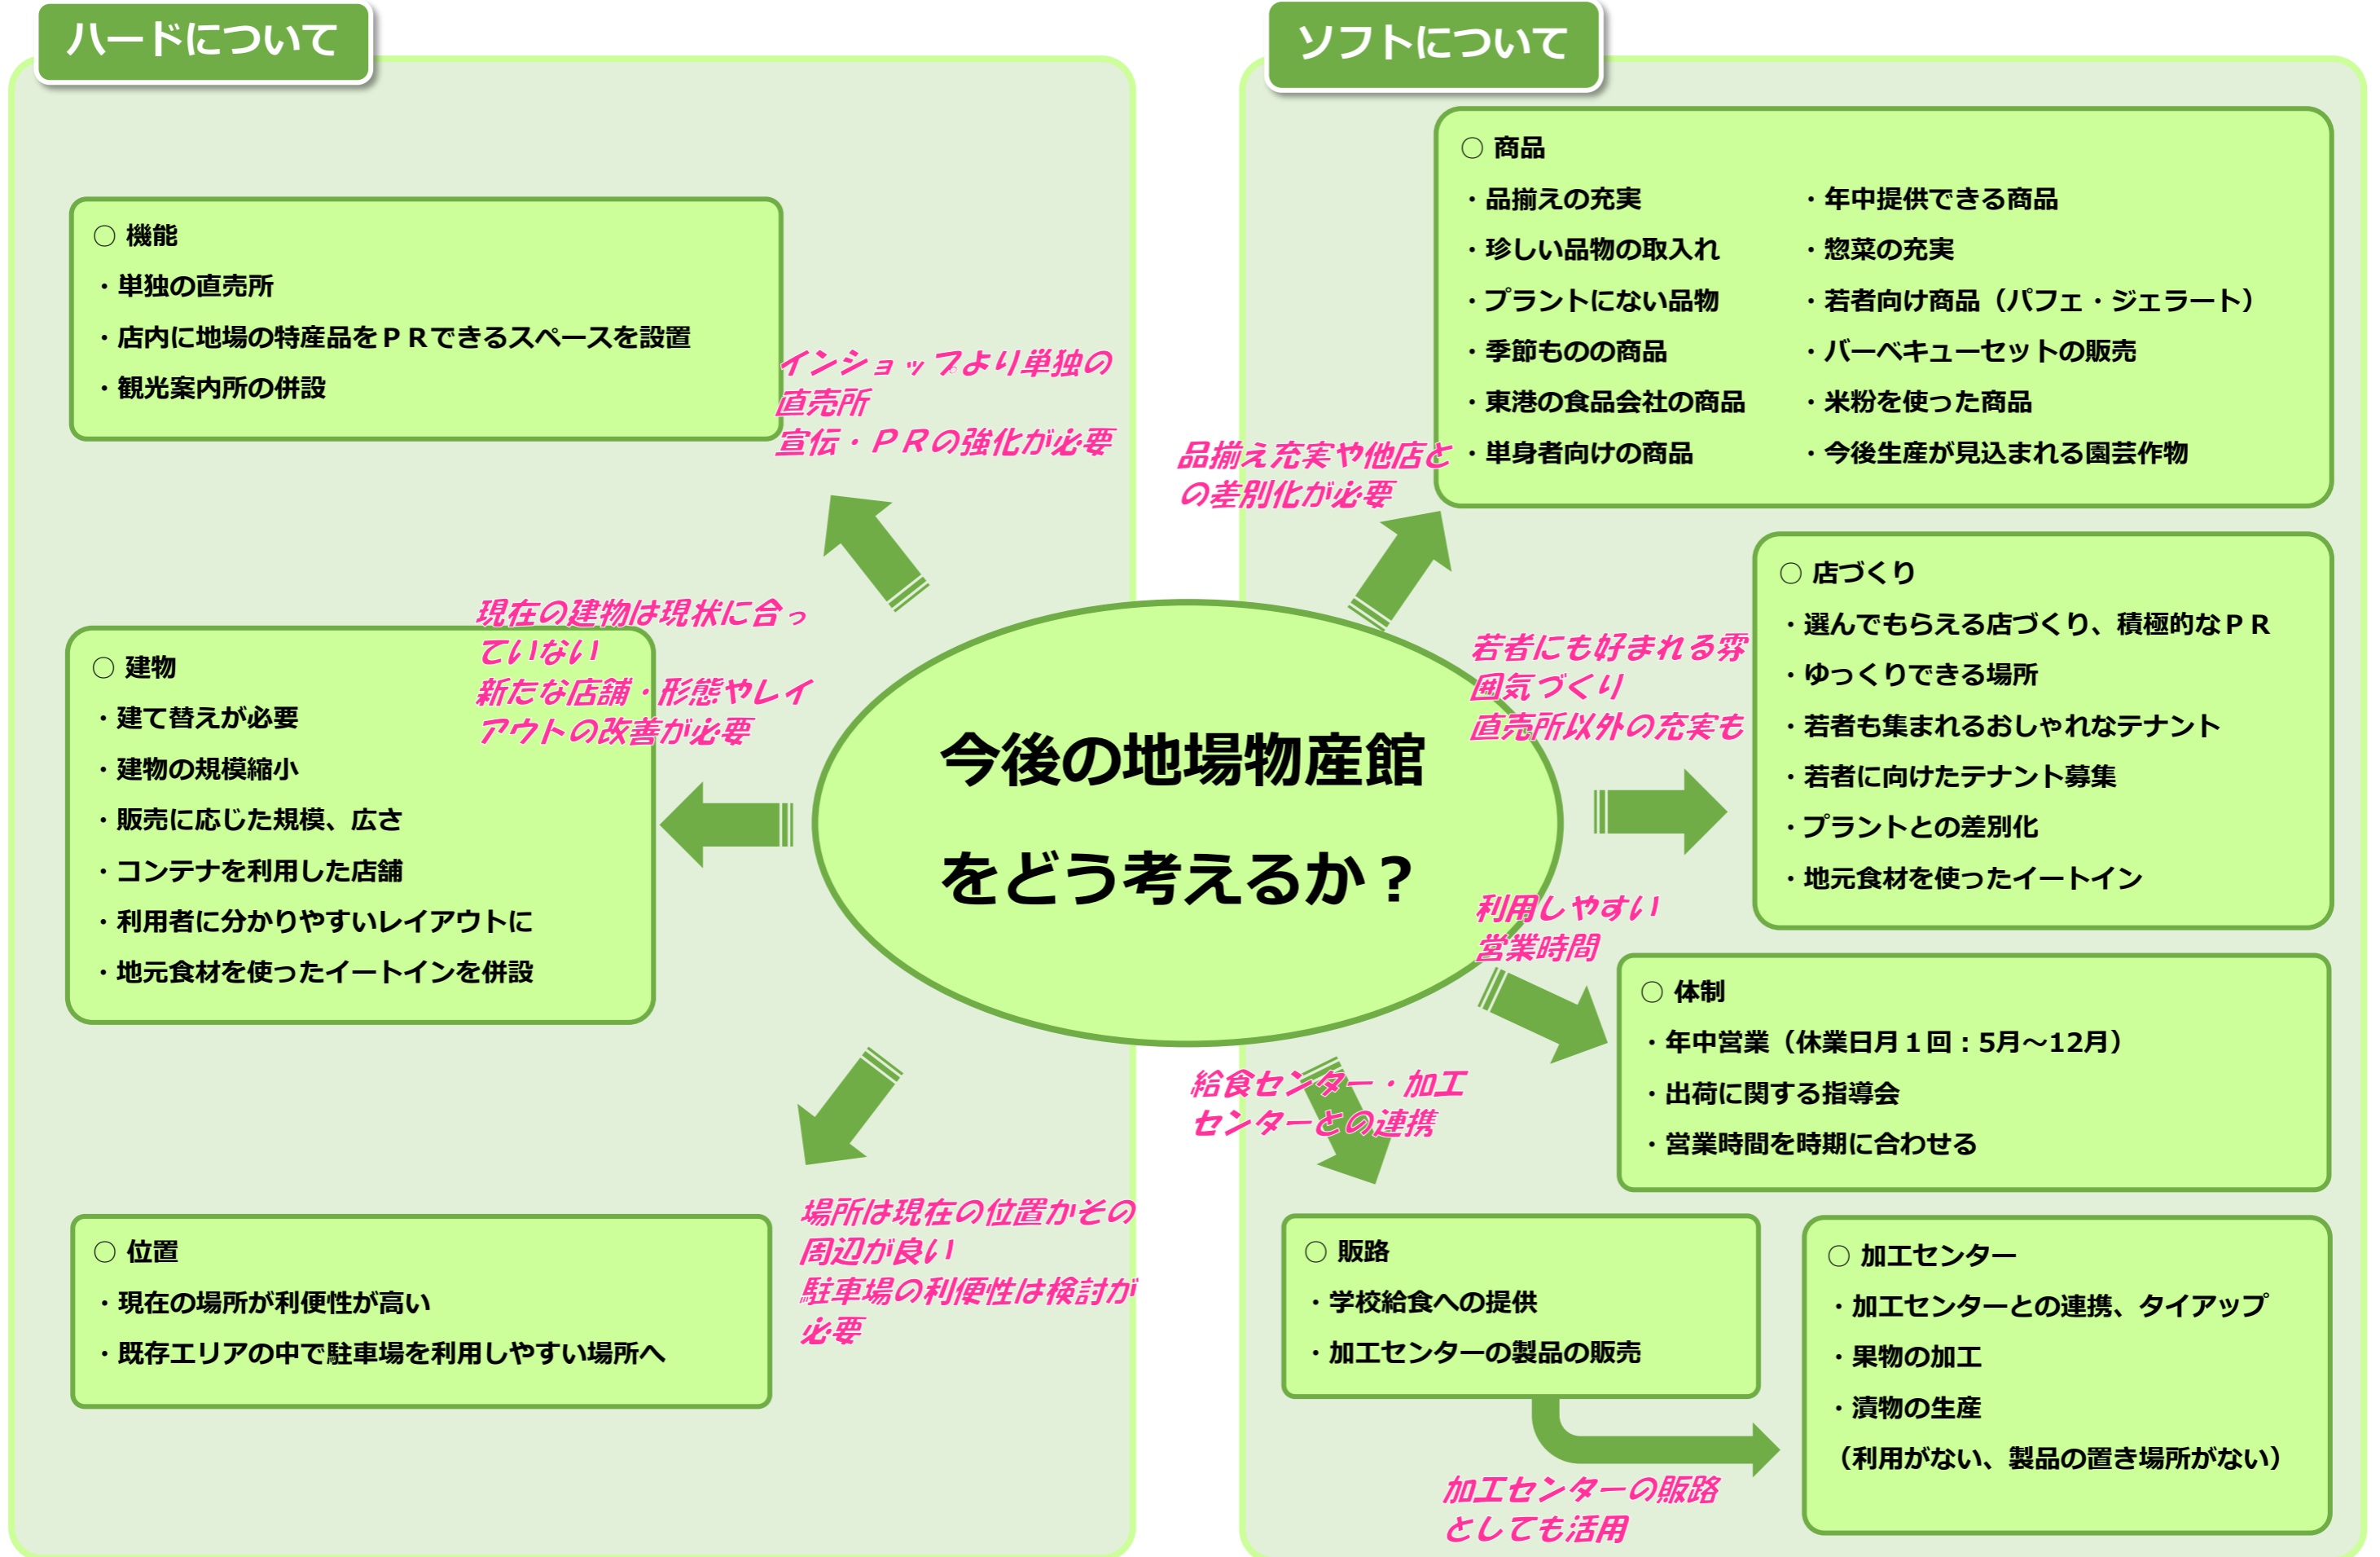 ハードについて
○ 機能
・単独の直売所
・店内に地場の特産品をＰＲできるスペースを設置
・観光案内所の併設
インショップより単独の
直売所
宣伝・ＰＲの強化が必要
現在の建物は現状に合っ
ていない
新たな店舗・形態やレイ
アウトの改善が必要
○ 建物
・建て替えが必要
・建物の規模縮小
・販売に応じた規模、広さ
・コンテナを利用した店舗
・利用者に分かりやすいレイアウトに
・地元食材を使ったイートインを併設
場所は現在の位置かその
周辺が良い
駐車場の利便性は検討が
必要
○ 位置
・現在の場所が利便性が高い
・既存エリアの中で駐車場を利用しやすい場所へ
今後の地場物産館
をどう考えるか？
ソフトについて
○ 商品
・品揃えの充実
・珍しい品物の取入れ
・プラントにない品物
・季節ものの商品
・東港の食品会社の商品
・単身者向けの商品
・年中提供できる商品
・惣菜の充実
・若者向け商品（パフェ・ジェラート）
・バーベキューセットの販売
・米粉を使った商品
・今後生産が見込まれる園芸作物
品揃え充実や他店と
の差別化が必要
○ 店づくり
・選んでもらえる店づくり、積極的なＰＲ
・ゆっくりできる場所
・若者も集まれるおしゃれなテナント
・若者に向けたテナント募集
・プラントとの差別化
・地元食材を使ったイートイン
若者にも好まれる雰
囲気づくり
直売所以外の充実も
利用しやすい
営業時間
○ 体制
・年中営業（休業日月１回：5月～12月）
・出荷に関する指導会
・営業時間を時期に合わせる
給食センター・加工
センターとの連携
○ 販路
・学校給食への提供
・加工センターの製品の販売
加工センターの販路
としても活用
○ 加工センター
・加工センターとの連携、タイアップ
・果物の加工
・漬物の生産
（利用がない、製品の置き場所がない）